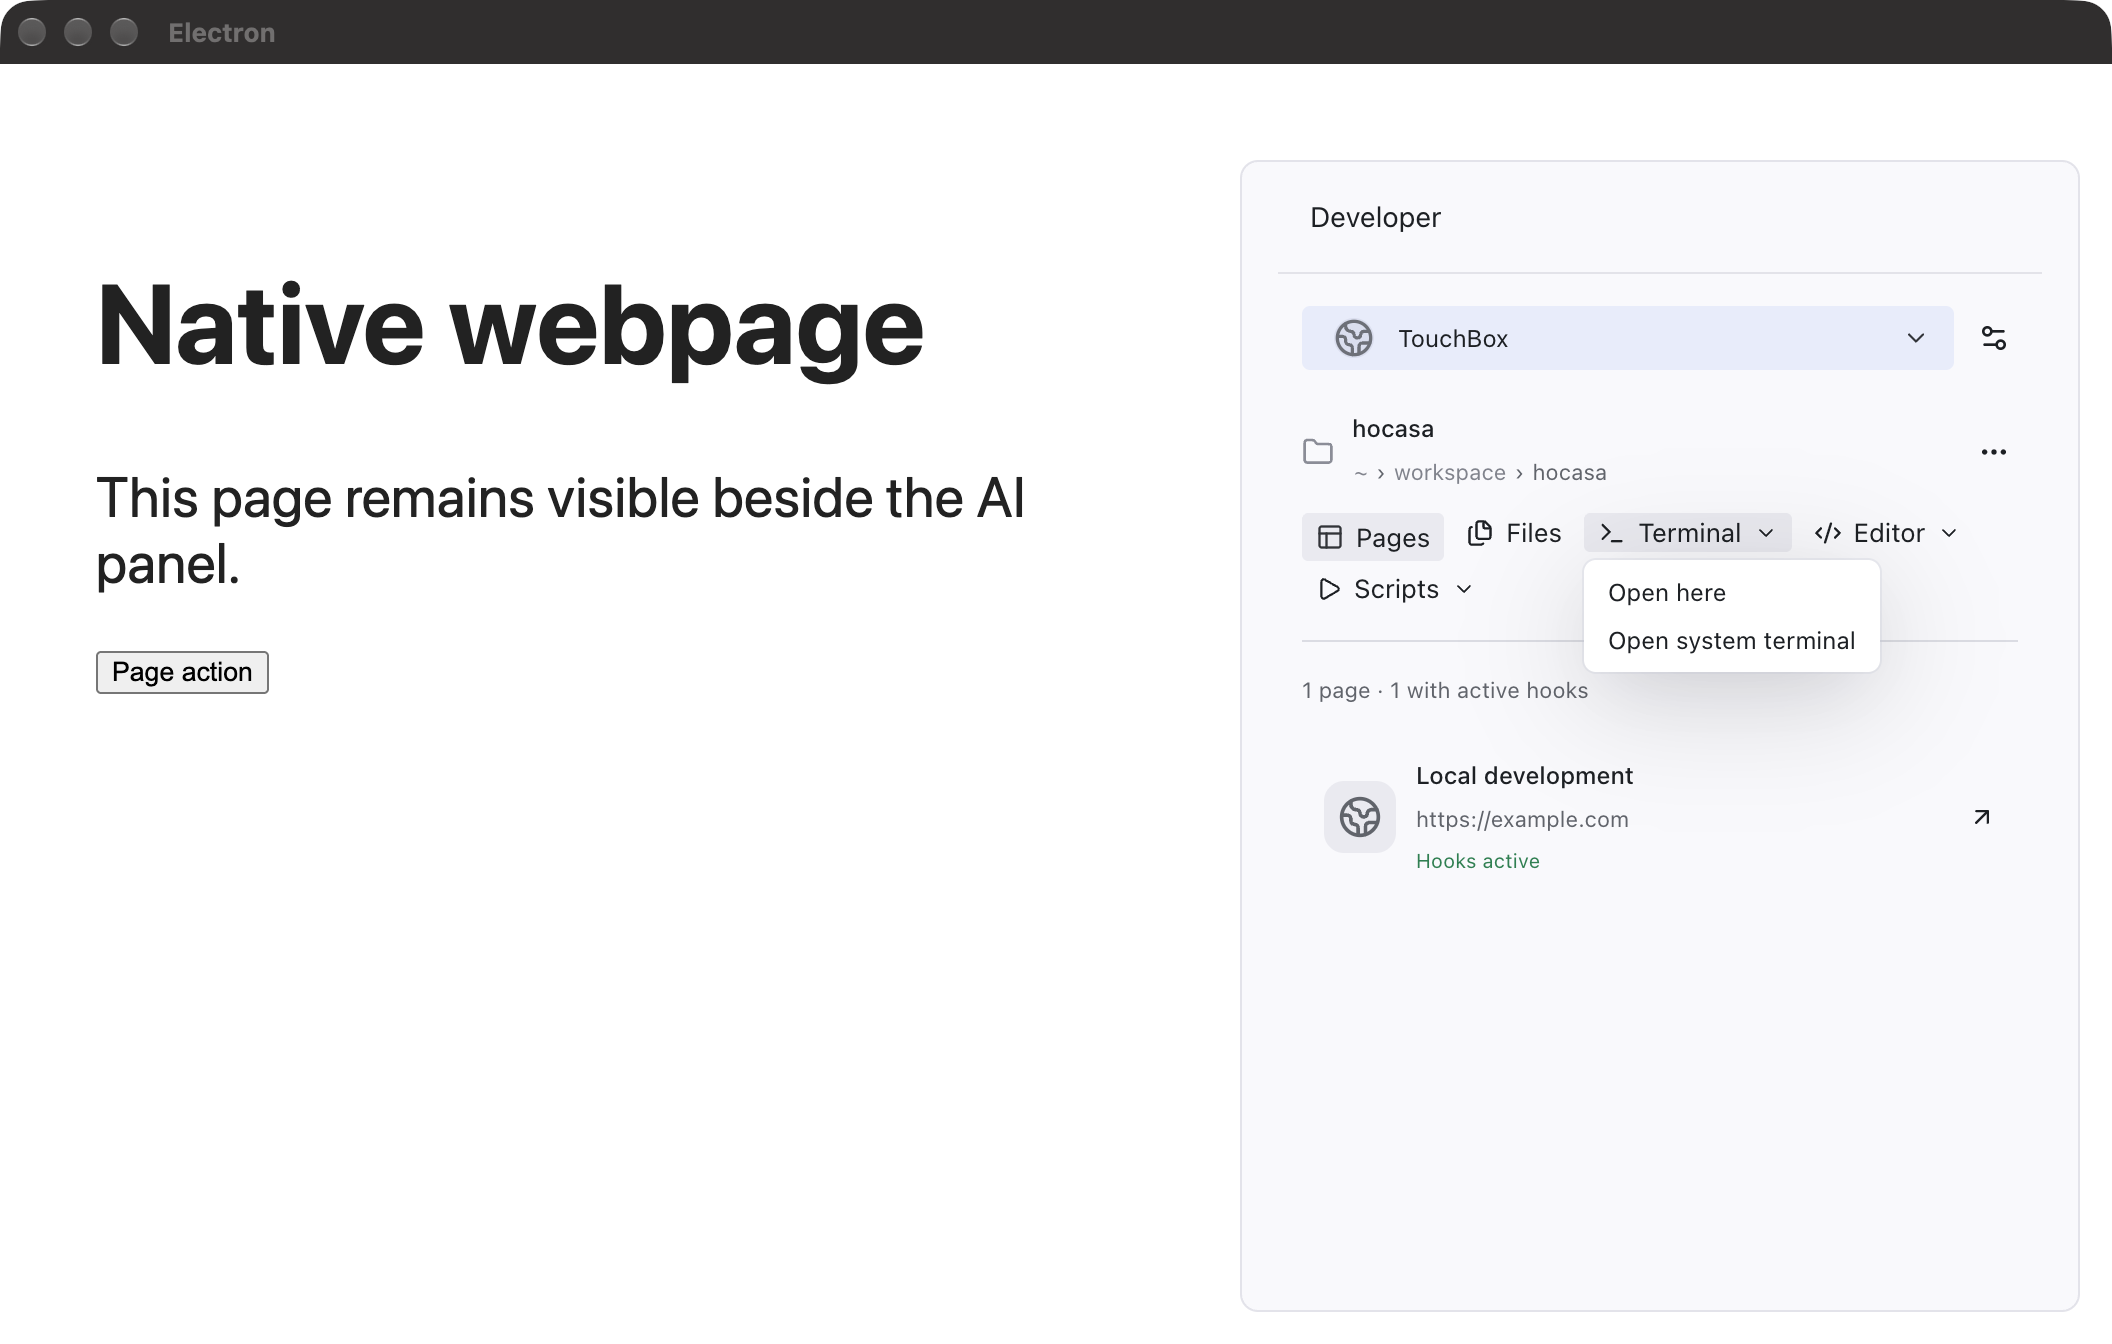 Electron
Native webpage
This page remains visible beside the AI
panel.
Page action
Developer
TouchBox
hocasa
~ › workspace › hocasa
Pages Files Terminal Editor
Scripts
Open here
Open system terminal
1 page · 1 with active hooks
Local development
https://example.com
Hooks active